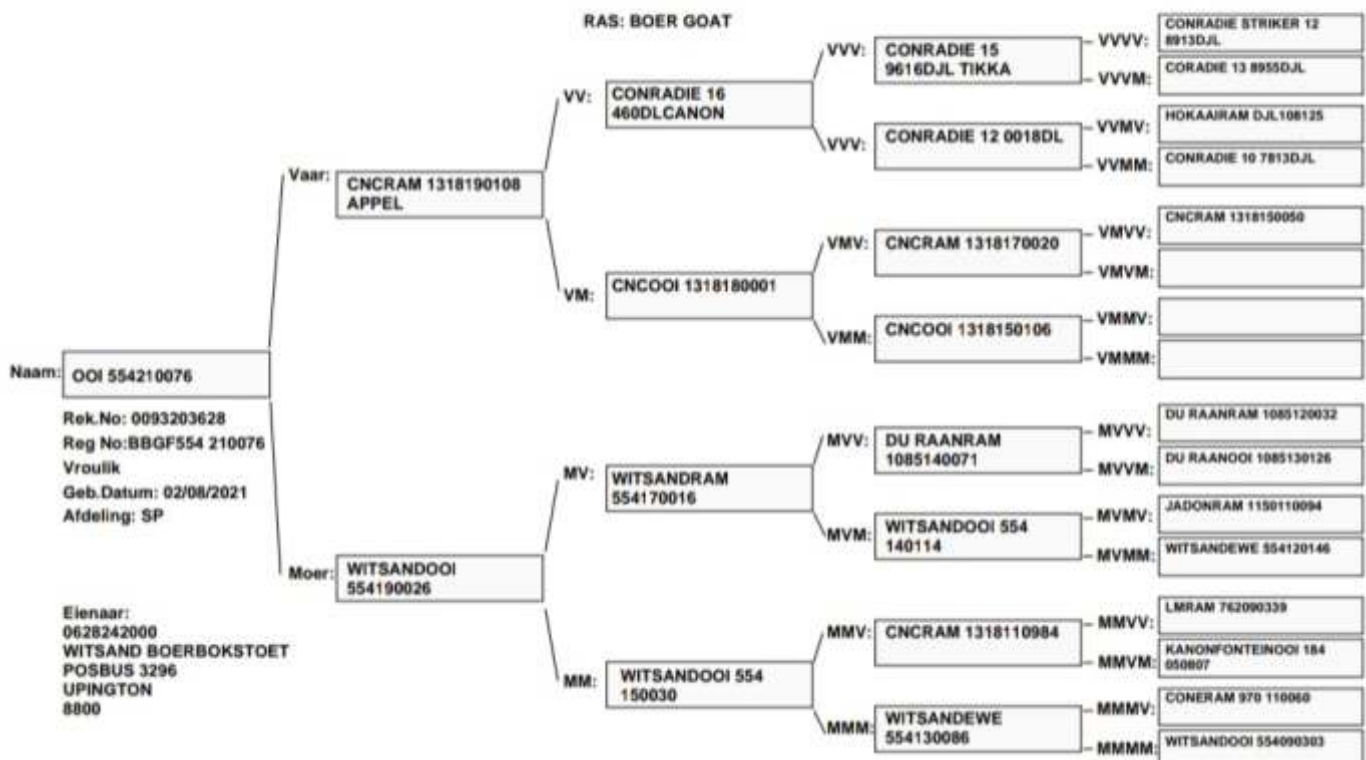 RAS: BOER GOAT
Naam:
OOI 554210076
Rek.No: 0093203628
Reg No:BBGF554 210076
Vroulik
Geb.Datum: 02/08/2021
Afdeling: SP
Eienaar:
0628242000
WITSAND BOERBOKSTOET
POSBUS 3296
UPINGTON
8800
Vaar:
CNCRAM 1318190108
APPEL
Moer:
WITSANDOOI
554190026
VV:
CONRADIE 16
460DLCANON
VM:
CNCOOI 1318180001
MV:
WITSANDRAM
554170016
MM:
WITSANDOOI 554
150030
VVV:
CONRADIE 15
9616DJL TIKKA
VVV:
CONRADIE 12 0018DL
VMV:
CNCRAM 1318170020
VMM:
CNCOOI 1318150106
MVV:
DU RAANRAM
1085140071
MVM:
WITSANDOOI 554
140114
MMV:
CNCRAM 1318110984
MMM:
WITSANDEWE
554130086
VVVV:
CONRADIE STRIKER 12
8913DJL
VVVM:
CORADIE 13 8955DJL
VVMV:
HOKAAIRAM DJL108125
VVMM:
CONRADIE 10 7813DJL
VMVV:
CNCRAM 1318150050
VMVM:
VMMV:
VMMM:
MVVV:
DU RAANRAM 1085120032
MVVM:
DU RAANOOI 1085130126
MVMV:
JADONRAM 1150110094
MVMM:
WITSANDEWE 554120146
MMVV:
LMRAM 762090339
MMVM:
KANONFONTEINOOI 184
050807
MMMV:
CONERAM 970 110060
MMMM:
WITSANDOOI 554090303